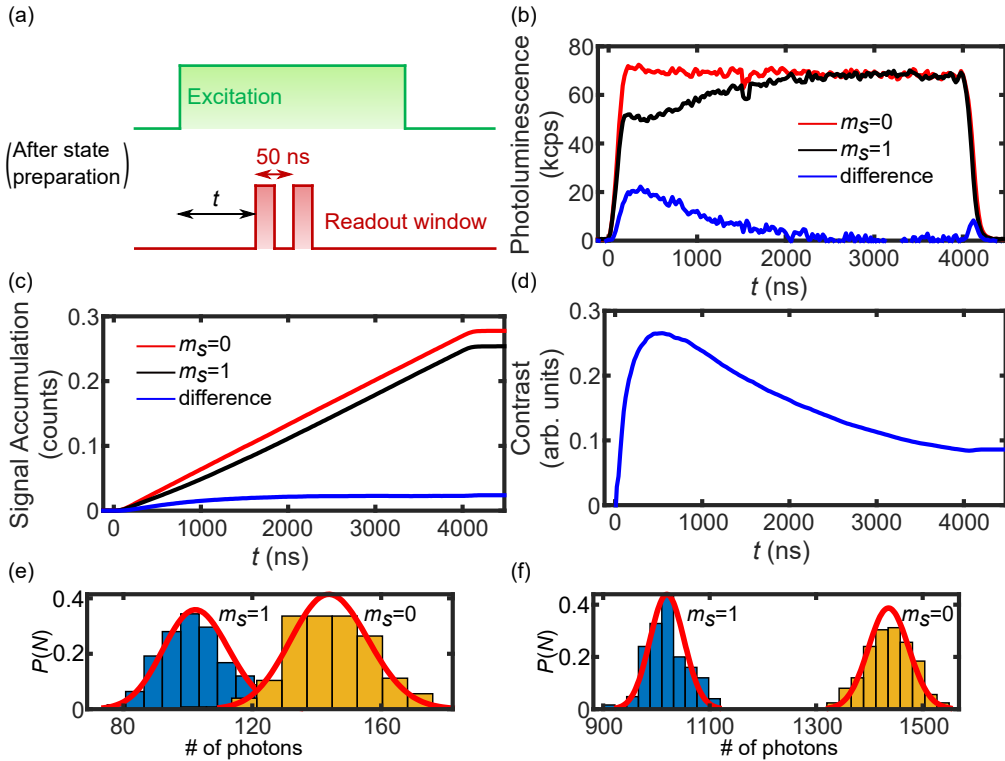 (a)
Excitation
(After state preparation)
50 ns
t
Readout window
(b)
Photoluminescence
(kcps)
80
60
40
20
0
m_S=0
m_S=1
difference
0 1000 2000 3000 4000
t (ns)
(c)
Signal Accumulation
(counts)
0.3
0.2
0.1
0
m_S=0
m_S=1
difference
0 1000 2000 3000 4000
t (ns)
(d)
Contrast
(arb. units)
0.3
0.2
0.1
0
0 1000 2000 3000 4000
t (ns)
(e)
P(N)
0.4
0.2
0
m_S=1
m_S=0
80 120 160
# of photons
(f)
P(N)
0.4
0.2
0
m_S=1
m_S=0
900 1100 1300 1500
# of photons